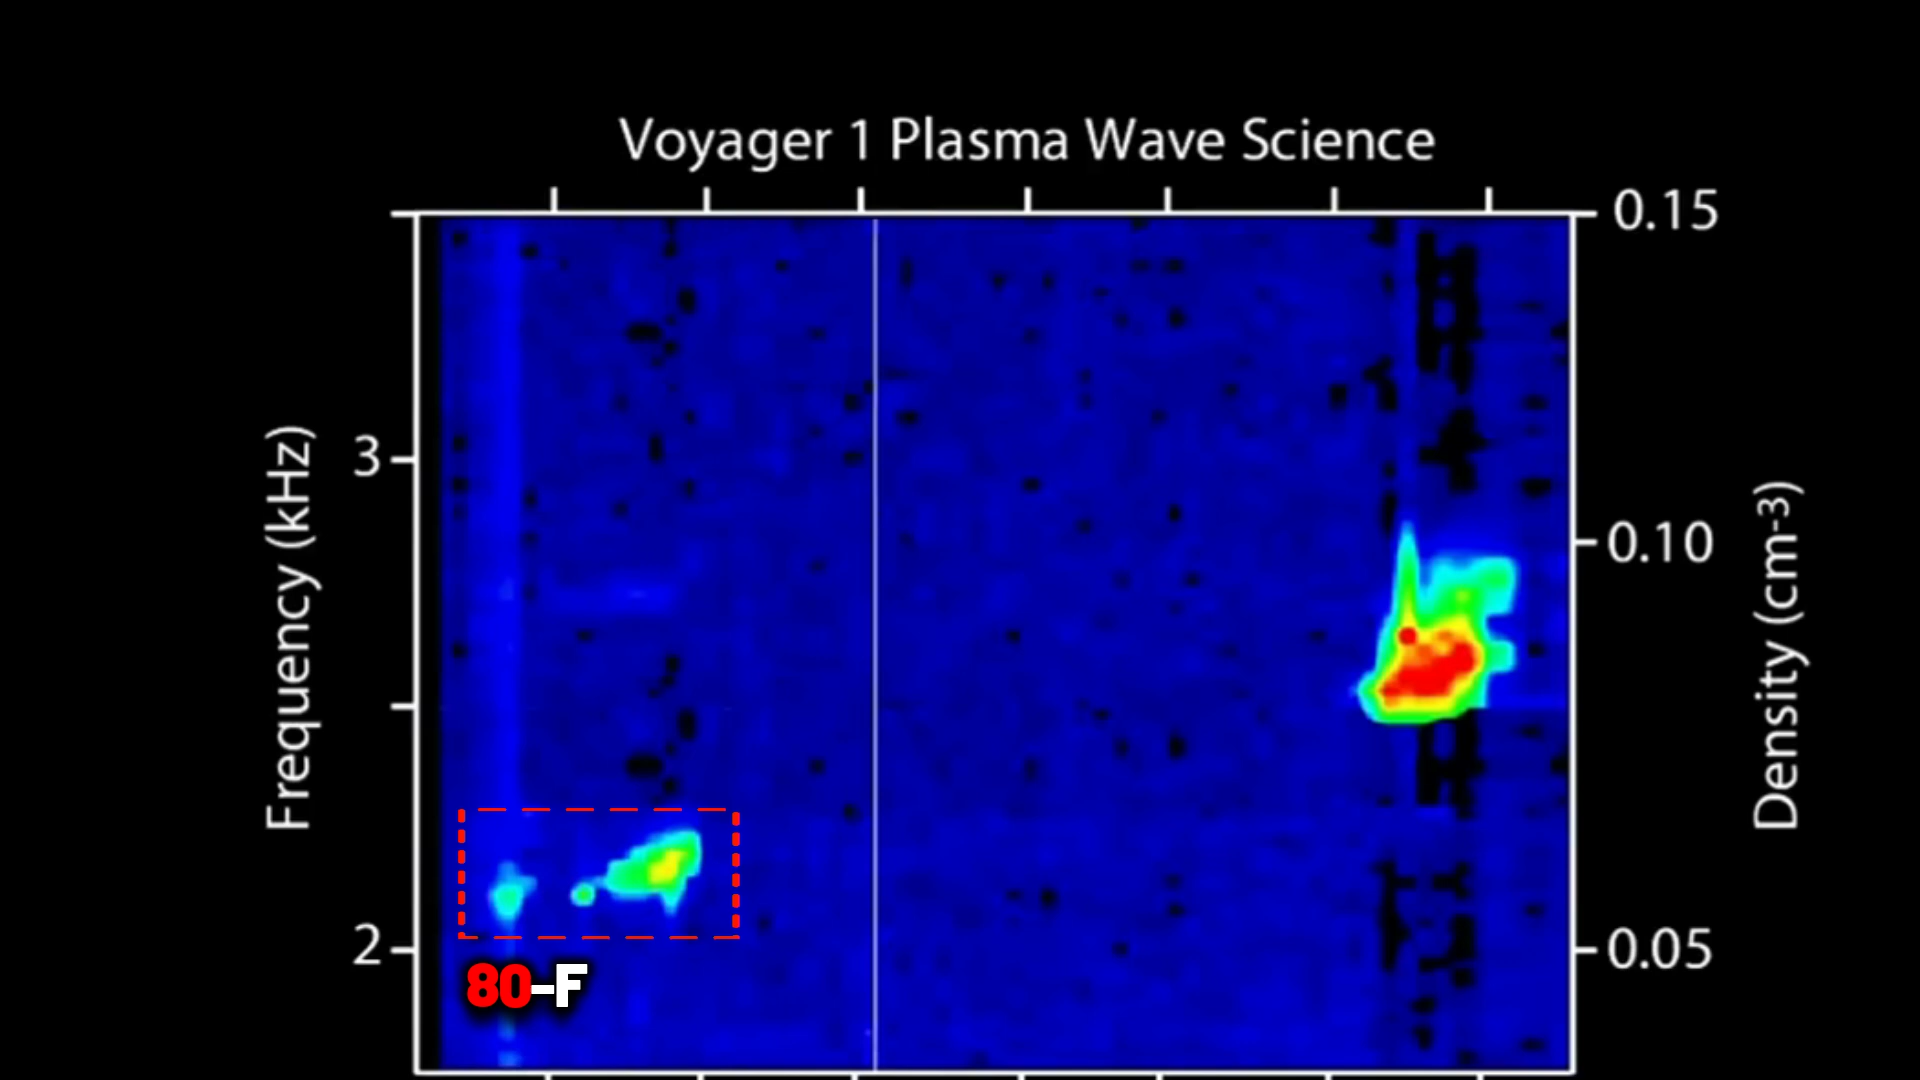 Voyager 1 Plasma Wave Science
0.15
Frequency (kHz)
3
0.10
Density (cm-3)
2
0.05
80-F